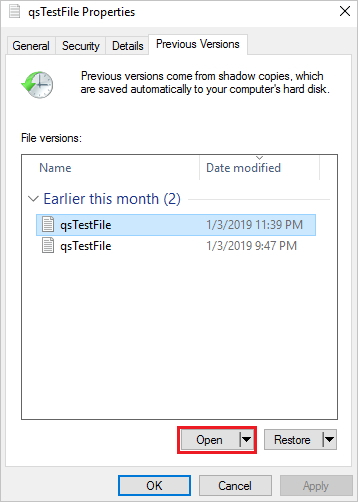 qsTestFile Properties
General Security Details Previous Versions
Previous versions come from shadow copies, which
are saved automatically to your computer's hard disk.
File versions:
Name Date modified
Earlier this month (2)
qsTestFile 1/3/2019 11:39 PM
qsTestFile 1/3/2019 9:47 PM
Open Restore
OK Cancel Apply